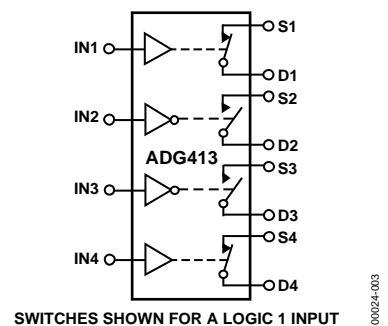 S1
IN1
D1
S2
IN2
D2
ADG413
S3
IN3
D3
S4
IN4
D4
SWITCHES SHOWN FOR A LOGIC 1 INPUT
00024-003